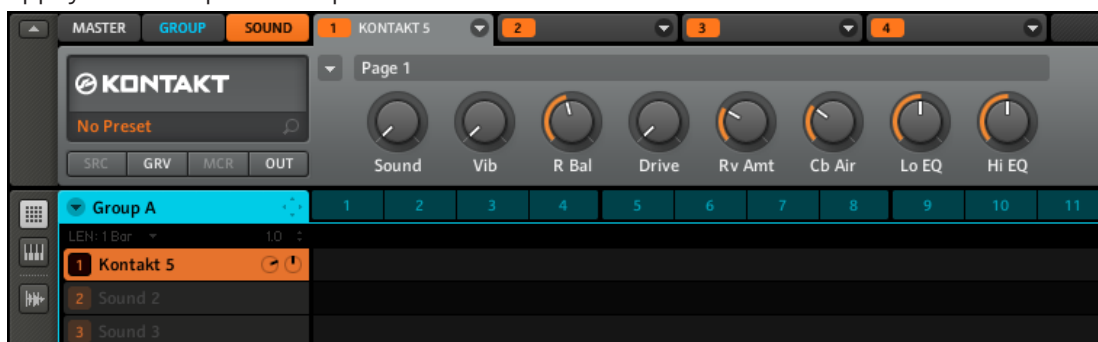 MASTER GROUP SOUND 1 KONTAKT 5 2 3 4
KONTAKT
Page 1
No Preset
SRC GRV MCR OUT
Sound Vib R Bal Drive Rv Amt Cb Air Lo EQ Hi EQ
Group A 1 2 3 4 5 6 7 8 9 10 11
LEN: 1 Bar 1.0
1 Kontakt 5
2 Sound 2
3 Sound 3